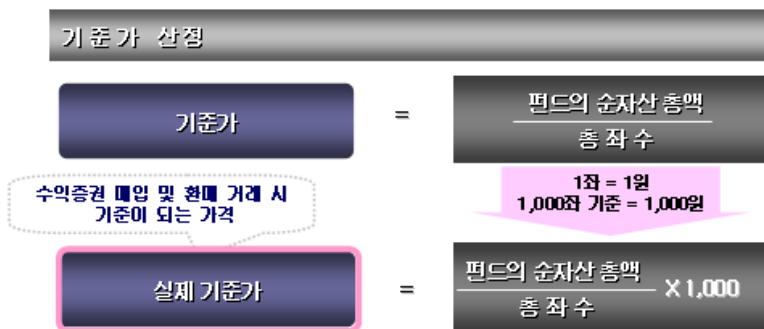 기준가 산정
기준가
=
펀드의 순자산 총액
총 좌 수
수익증권 매입 및 환매 거래 시
기준이 되는 가격
1좌 = 1원
1,000좌 기준 = 1,000원
실제 기준가
=
펀드의 순자산 총액
총 좌 수
X 1,000